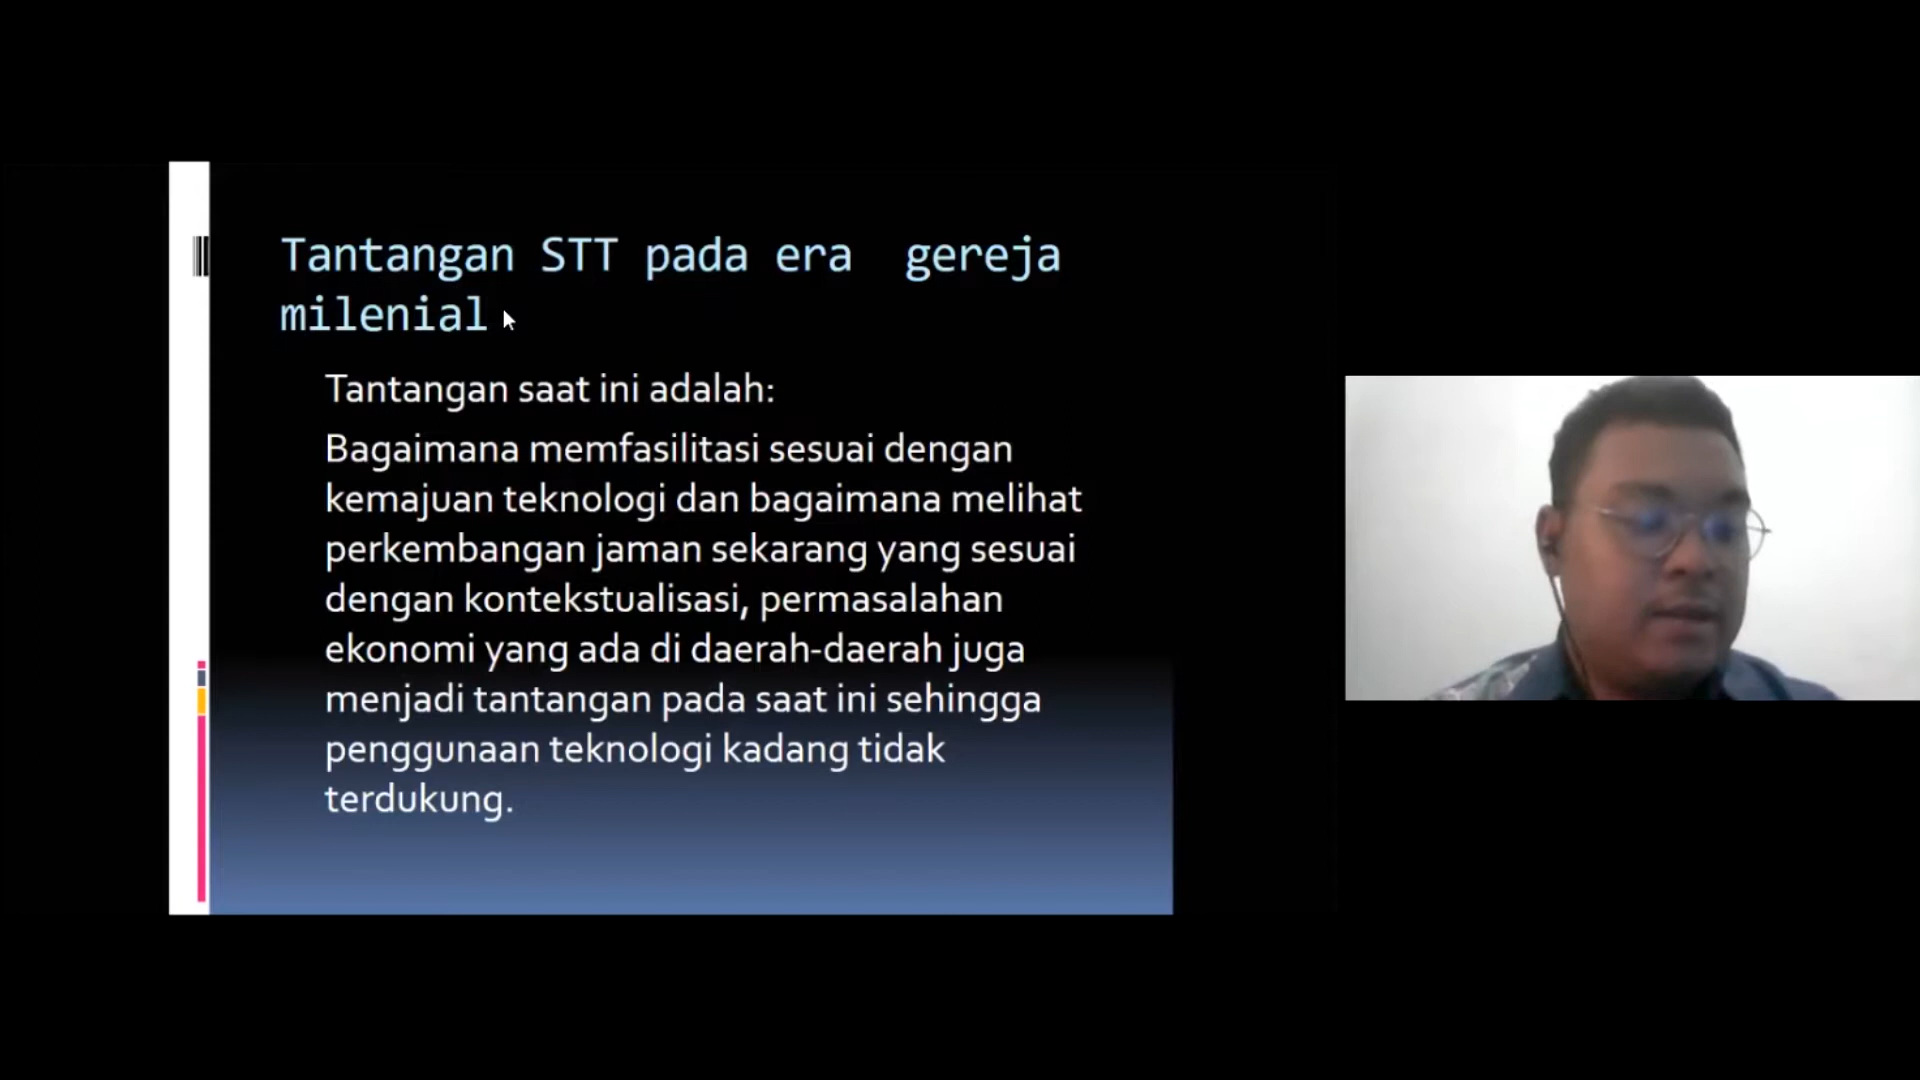 Tantangan STT pada era  gereja
milenial
Tantangan saat ini adalah:
Bagaimana memfasilitasi sesuai dengan
kemajuan teknologi dan bagaimana melihat
perkembangan jaman sekarang yang sesuai
dengan kontekstualisasi, permasalahan
ekonomi yang ada di daerah-daerah juga
menjadi tantangan pada saat ini sehingga
penggunaan teknologi kadang tidak
terdukung.